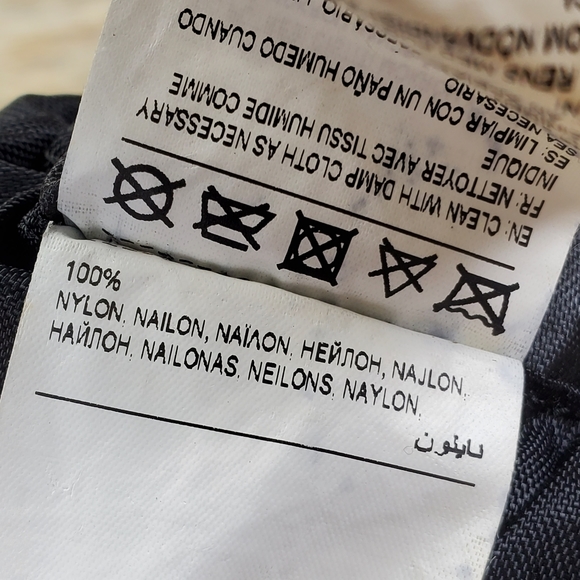 100%
NYLON, NAILON, ΝΑΪΛΟΝ, НЕЙЛОН, NAJLON,
НАЙЛОН, NAILONAS, NEILONS, NAYLON,
نايلون
EN: CLEAN WITH DAMP CLOTH AS NECESSARY
FR: NETTOYER AVEC TISSU HUMIDE COMME
INDIQUE
ES: LIMPIAR CON UN PAÑO HUMEDO CUANDO
SEA NECESARIO